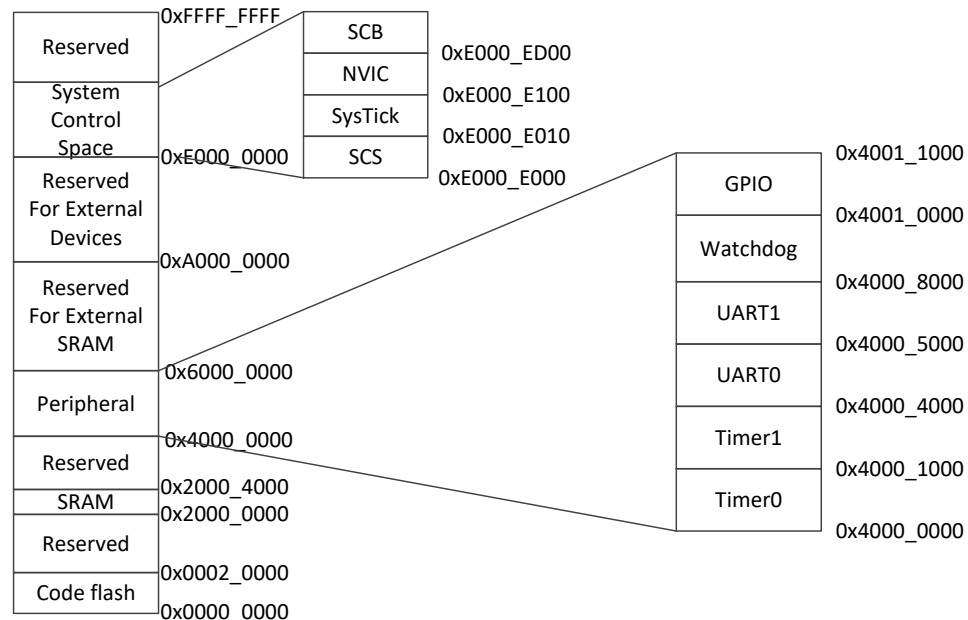 0xFFFF_FFFF
Reserved
System
Control
Space
0xE000_0000
Reserved
For External
Devices
0xA000_0000
Reserved
For External
SRAM
0x6000_0000
Peripheral
0x4000_0000
Reserved
0x2000_4000
SRAM
0x2000_0000
Reserved
0x0002_0000
Code flash
0x0000_0000
SCB
0xE000_ED00
NVIC
0xE000_E100
SysTick
0xE000_E010
SCS
0xE000_E000
0x4001_1000
GPIO
0x4001_0000
Watchdog
0x4000_8000
UART1
0x4000_5000
UART0
0x4000_4000
Timer1
0x4000_1000
Timer0
0x4000_0000